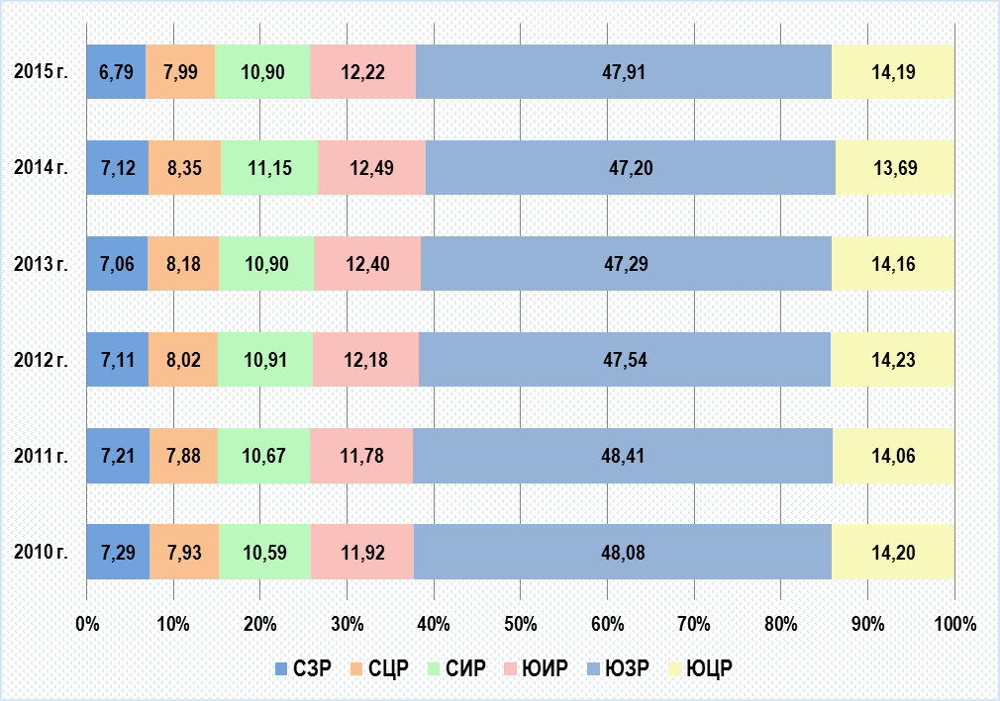 2015 г. 6,79 7,99 10,90 12,22 47,91 14,19
2014 г. 7,12 8,35 11,15 12,49 47,20 13,69
2013 г. 7,06 8,18 10,90 12,40 47,29 14,16
2012 г. 7,11 8,02 10,91 12,18 47,54 14,23
2011 г. 7,21 7,88 10,67 11,78 48,41 14,06
2010 г. 7,29 7,93 10,59 11,92 48,08 14,20
0% 10% 20% 30% 40% 50% 60% 70% 80% 90% 100%
СЗР СЦР СИР ЮИР ЮЗР ЮЦР